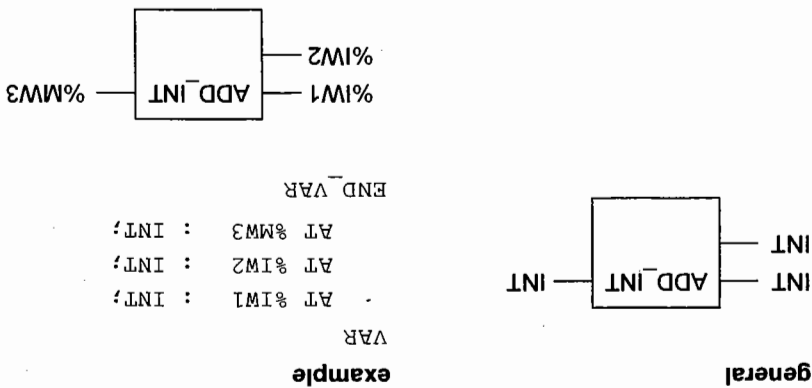 general
INT
INT
ADD_INT
INT
example
VAR
AT %IW1 : INT;
AT %IW2 : INT;
AT %MW3 : INT;
END_VAR
%IW1
%IW2
ADD_INT
%MW3